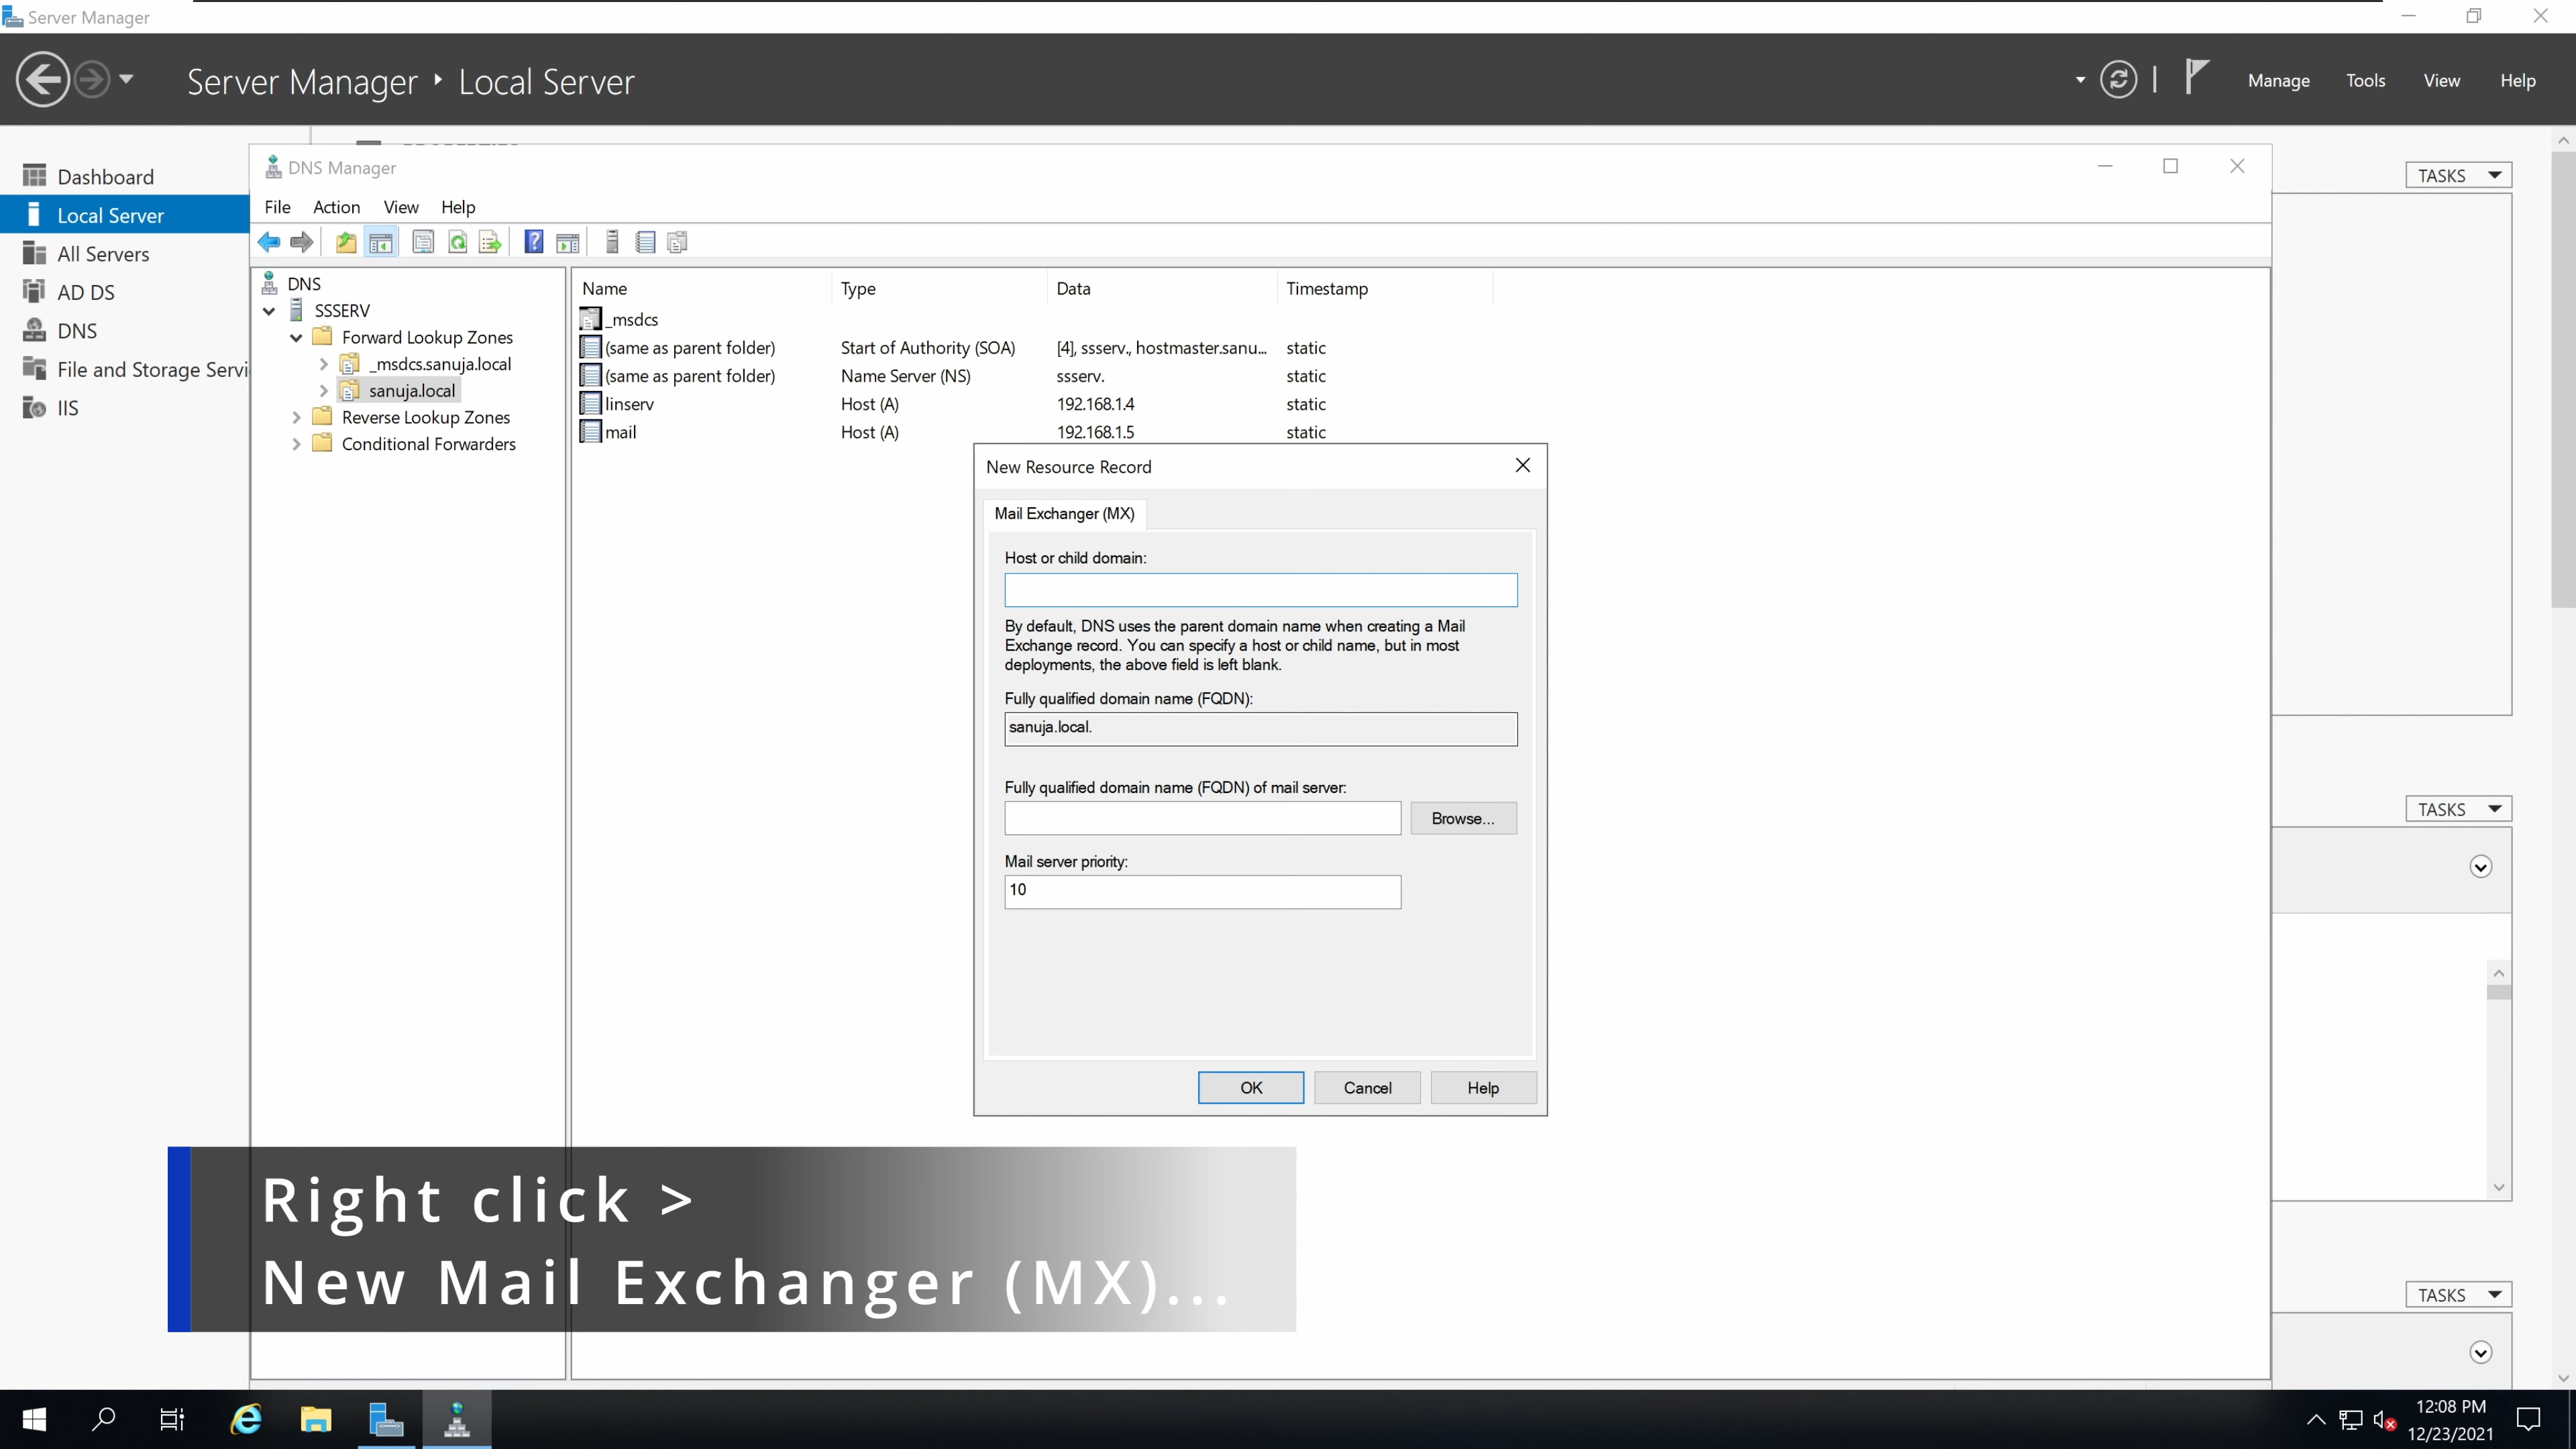 Server Manager
Server Manager ‣ Local Server
Manage Tools View Help
Dashboard
Local Server
All Servers
AD DS
DNS
File and Storage Servi
IIS
TASKS
DNS Manager
File Action View Help
DNS
SSSERV
Forward Lookup Zones
_msdcs.sanuja.local
sanuja.local
Reverse Lookup Zones
Conditional Forwarders
Name Type Data Timestamp
_msdcs
(same as parent folder) Start of Authority (SOA) [4], ssserv., hostmaster.sanu... static
(same as parent folder) Name Server (NS) ssserv. static
linserv Host (A) 192.168.1.4 static
mail Host (A) 192.168.1.5 static
New Resource Record
Mail Exchanger (MX)
Host or child domain:
By default, DNS uses the parent domain name when creating a Mail
Exchange record. You can specify a host or child name, but in most
deployments, the above field is left blank.
Fully qualified domain name (FQDN):
sanuja.local.
Fully qualified domain name (FQDN) of mail server:
Browse...
Mail server priority:
10
OK Cancel Help
TASKS
TASKS
Right click >
New Mail Exchanger (MX)...
12:08 PM
12/23/2021